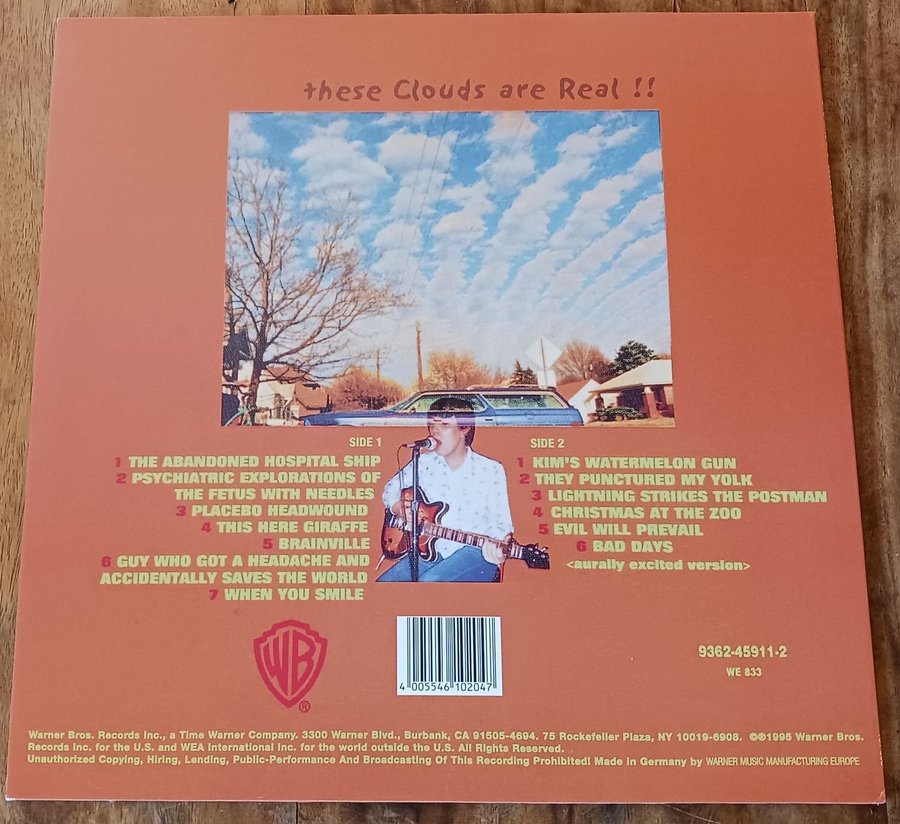 these Clouds are Real !!
SIDE 1
1 THE ABANDONED HOSPITAL SHIP
2 PSYCHIATRIC EXPLORATIONS OF
THE FETUS WITH NEEDLES
3 PLACEBO HEADWOUND
4 THIS HERE GIRAFFE
5 BRAINVILLE
6 GUY WHO GOT A HEADACHE AND
ACCIDENTALLY SAVES THE WORLD
7 WHEN YOU SMILE
SIDE 2
1 KIM'S WATERMELON GUN
2 THEY PUNCTURED MY YOLK
3 LIGHTNING STRIKES THE POSTMAN
4 CHRISTMAS AT THE ZOO
5 EVIL WILL PREVAIL
6 BAD DAYS
<aurally excited version>
WB
®
4 005546 102047
9362-45911-2
WE 833
Warner Bros. Records Inc., a Time Warner Company. 3300 Warner Blvd., Burbank, CA 91505-4694. 75 Rockefeller Plaza, NY 10019-6908. ©℗1995 Warner Bros.
Records Inc. for the U.S. and WEA International Inc. for the world outside the U.S. All Rights Reserved.
Unauthorized Copying, Hiring, Lending, Public-Performance And Broadcasting Of This Recording Prohibited! Made in Germany by WARNER MUSIC MANUFACTURING EUROPE